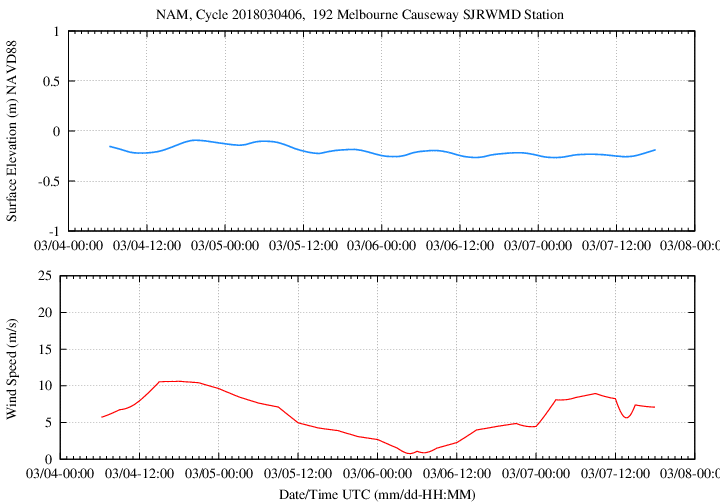 NAM, Cycle 2018030406,  192 Melbourne Causeway SJRWMD Station
Surface Elevation (m) NAVD88
1
0.5
0
-0.5
-1
03/04-00:00 03/04-12:00 03/05-00:00 03/05-12:00 03/06-00:00 03/06-12:00 03/07-00:00 03/07-12:00 03/08-0
Wind Speed (m/s)
25
20
15
10
5
0
03/04-00:00 03/04-12:00 03/05-00:00 03/05-12:00 03/06-00:00 03/06-12:00 03/07-00:00 03/07-12:00 03/08-0
Date/Time UTC (mm/dd-HH:MM)